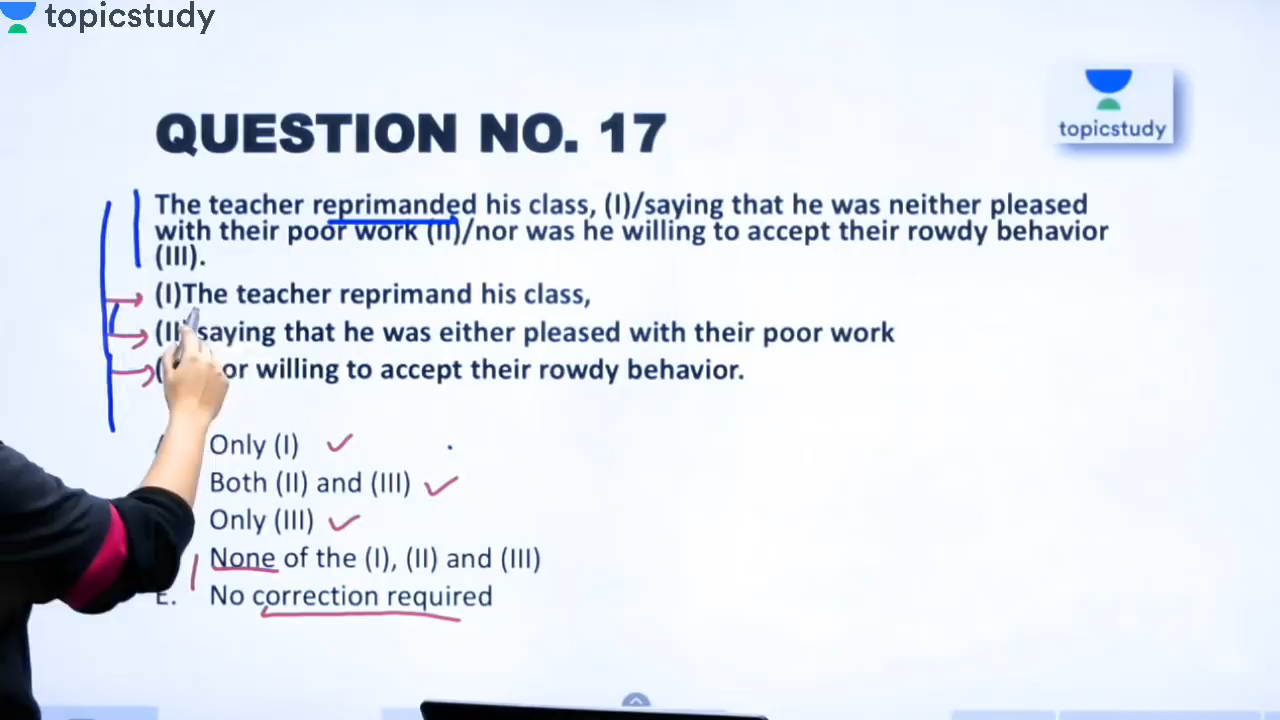 topicstudy
topicstudy
QUESTION NO. 17
The teacher reprimanded his class, (I)/saying that he was neither pleased
with their poor work (II)/nor was he willing to accept their rowdy behavior
(III).
(I)The teacher reprimand his class,
(II) saying that he was either pleased with their poor work
or willing to accept their rowdy behavior.
Only (I)
Both (II) and (III)
Only (III)
None of the (I), (II) and (III)
E. No correction required